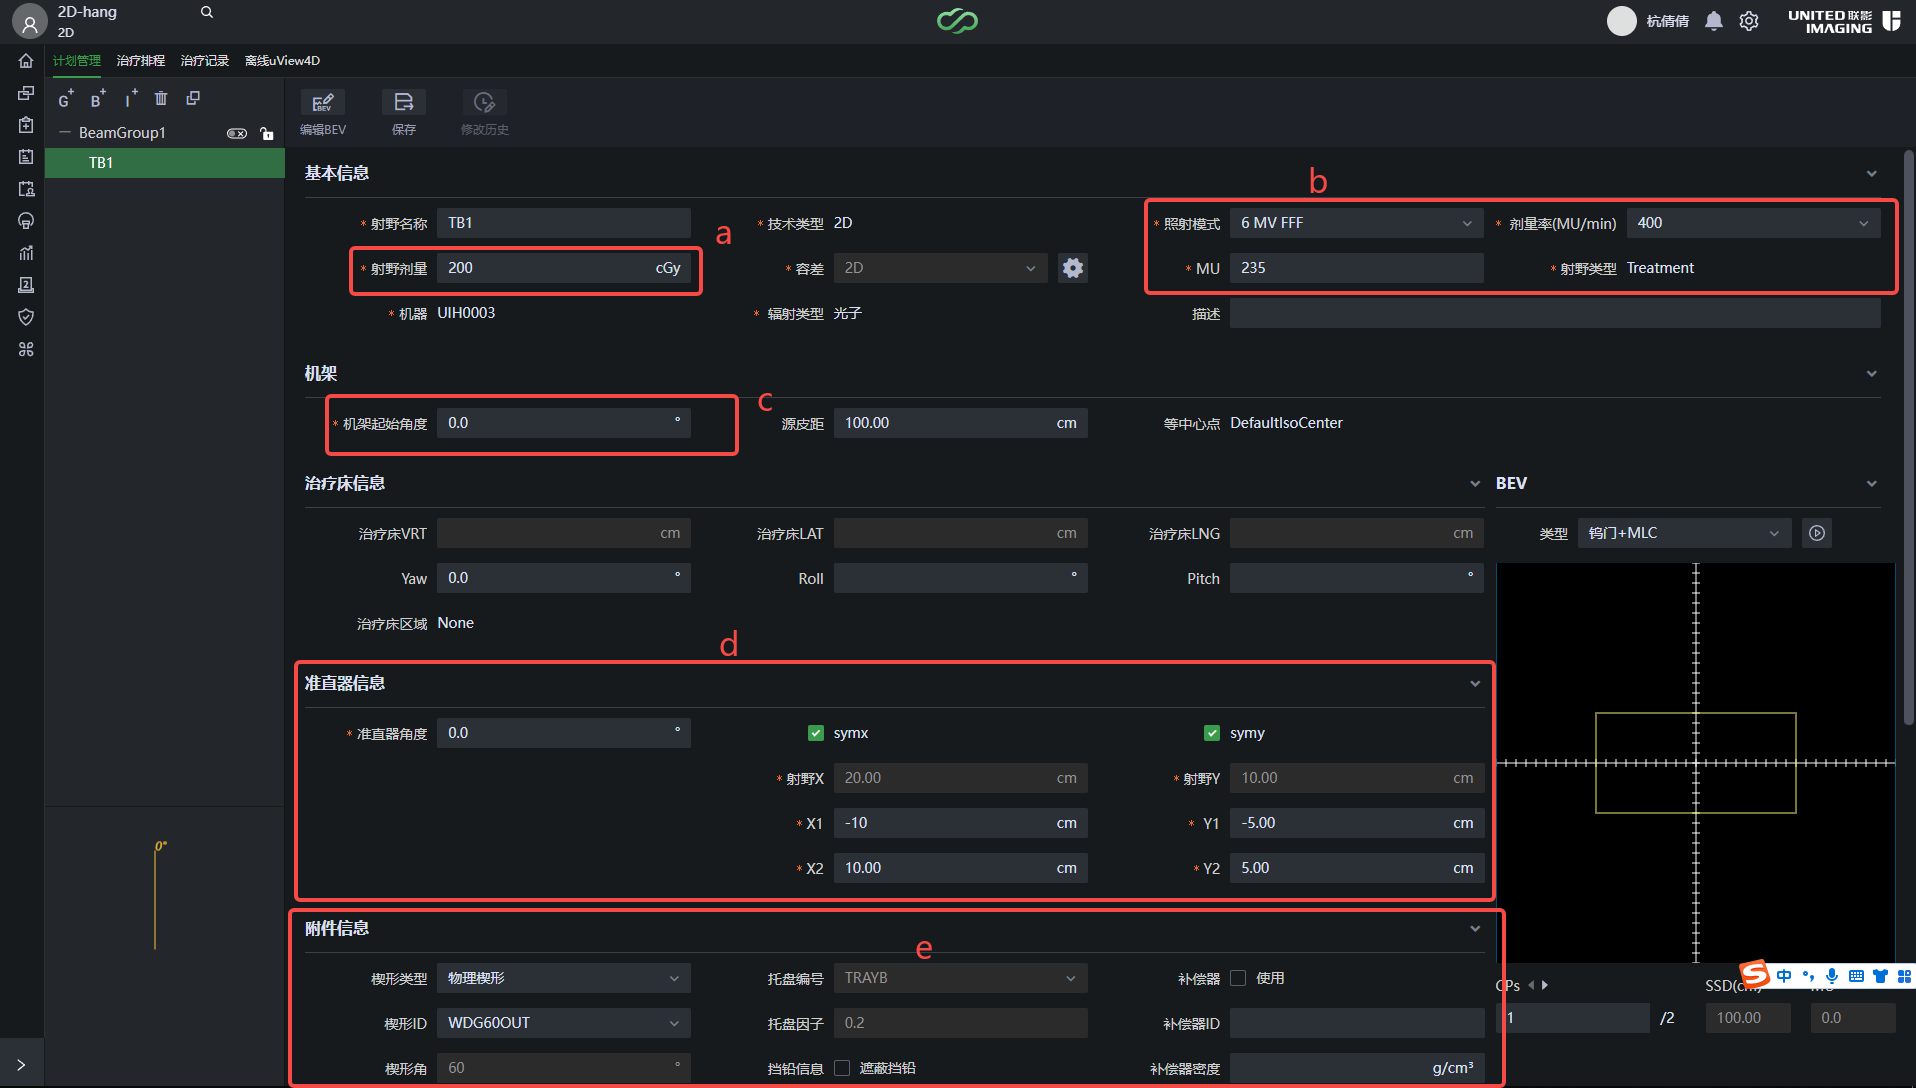 2D-hang
2D
杭倩倩
UNITED 联影
IMAGING
计划管理 治疗排程 治疗记录 离线uView4D
G+ B+ I+
BeamGroup1
TB1
编辑BEV 保存 修改历史
基本信息
b
* 射野名称 TB1
* 技术类型 2D
* 照射模式 6 MV FFF
* 剂量率(MU/min) 400
a
* 射野剂量 200 cGy
* 容差 2D
* MU 235
* 射野类型 Treatment
* 机器 UIH0003
* 辐射类型 光子
描述
机架
c
* 机架起始角度 0.0 °
源皮距 100.00 cm
等中心点 DefaultIsoCenter
治疗床信息
BEV
治疗床VRT cm
治疗床LAT cm
治疗床LNG cm
类型 钨门+MLC
Yaw 0.0 °
Roll °
Pitch °
治疗床区域 None
d
准直器信息
* 准直器角度 0.0 °
symx
symy
* 射野X 20.00 cm
* 射野Y 10.00 cm
* X1 -10 cm
* Y1 -5.00 cm
* X2 10.00 cm
* Y2 5.00 cm
0°
附件信息
e
楔形类型 物理楔形
托盘编号 TRAYB
补偿器 使用
CPs
SSD(cm)
中
楔形ID WDG60OUT
托盘因子 0.2
补偿器ID
1 /2
100.00
0.0
楔形角 60 °
挡铅信息 遮蔽挡铅
补偿器密度 g/cm³